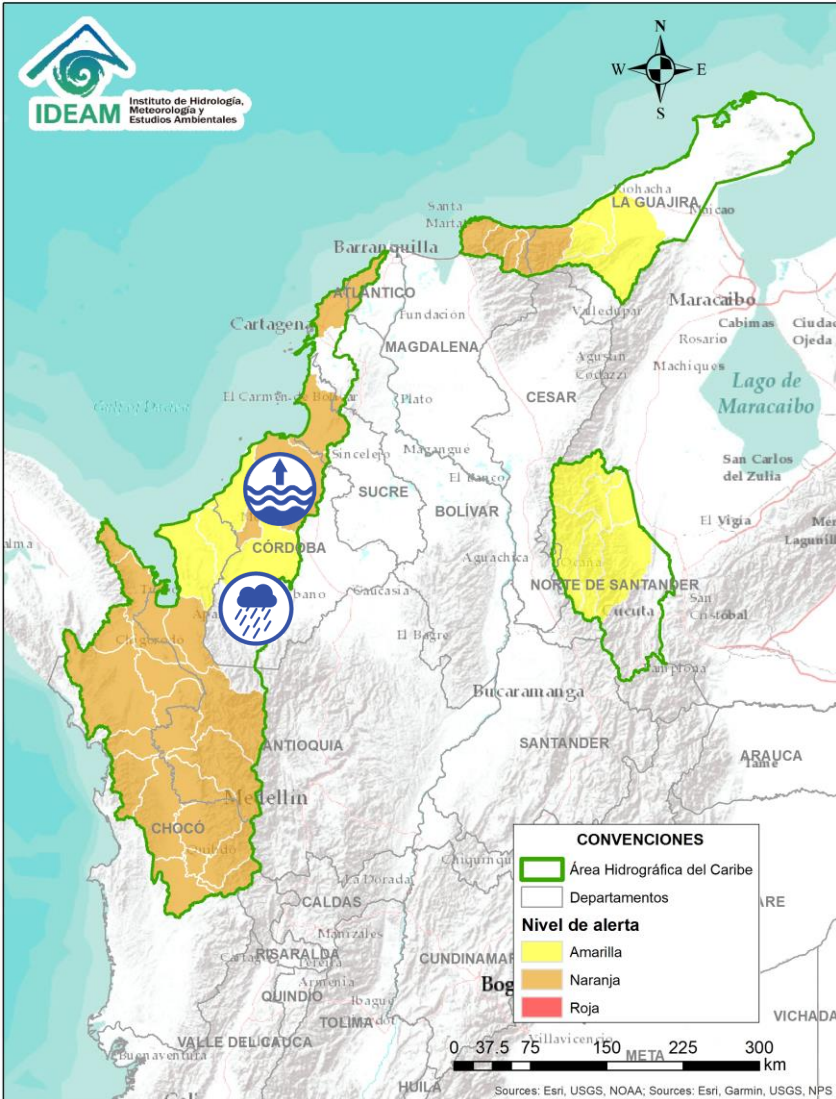 IDEAM
Instituto de Hidrología,
Meteorología y
Estudios Ambientales
N
W
E
S
Riohacha
LA GUAJIRA
Maicao
Santa
Marta
Barranquilla
ATLÁNTICO
Cartagena
Fundación
Valledupar
Maracaibo
Cabimas
Ciudad
Ojeda
Rosario
MAGDALENA
Agustín
Codazzi
Machiques
Lago de
Maracaibo
El Carmen de Bolívar
Plato
CESAR
Sincelejo
Magangué
San Carlos
del Zulia
El Banco
SUCRE
BOLÍVAR
El Vigía
CÓRDOBA
Aguachica
Ocaña
NORTE DE SANTANDER
San
Cristóbal
Cúcuta
Caucasia
El Bagre
Chigorodó
Pamplona
Bucaramanga
ANTIOQUIA
SANTANDER
ARAUCA
Tame
Medellín
CHOCÓ
Quibdó
La Dorada
CALDAS
Manizales
RISARALDA
Pereira
Armenia
QUINDÍO
Ibagué
TOLIMA
VALLE DEL CAUCA
Buenaventura
HUILA
Villavicencio
META
VICHADA
CONVENCIONES
Área Hidrográfica del Caribe
Departamentos
Nivel de alerta
Amarilla
Naranja
Roja
0 37.5 75 150 225 300
km
Sources: Esri, USGS, NOAA; Sources: Esri, Garmin, USGS, NPS